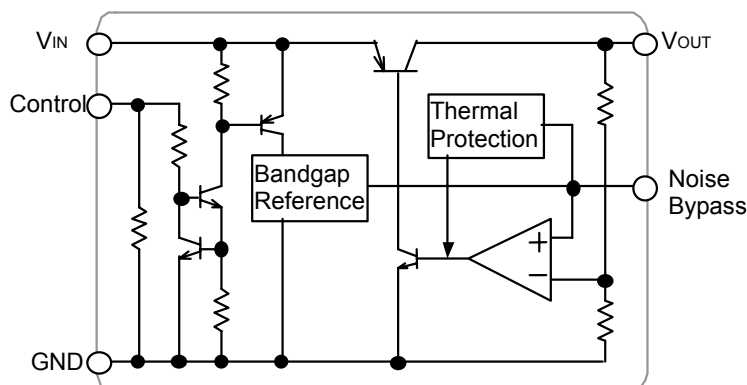 VIN
VOUT
Control
Thermal
Protection
Bandgap
Reference
Noise
Bypass
+
−
GND